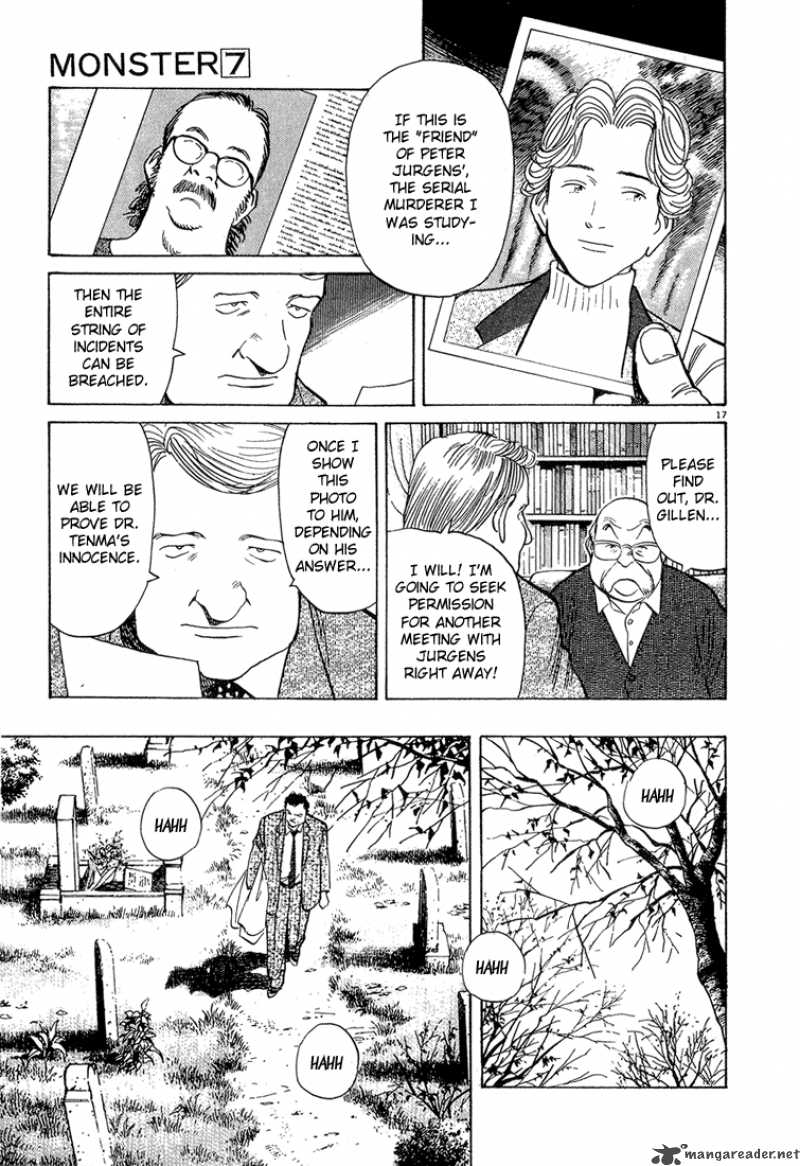 MONSTER 7
IF THIS IS
THE "FRIEND"
OF PETER
JURGENS',
THE SERIAL
MURDERER I
WAS STUDY-
ING...
THEN THE
ENTIRE
STRING OF
INCIDENTS
CAN BE
BREACHED.
17
PLEASE
FIND
OUT, DR.
GILLEN...
I WILL! I'M
GOING TO SEEK
PERMISSION
FOR ANOTHER
MEETING WITH
JURGENS
RIGHT AWAY!
ONCE I
SHOW
THIS
PHOTO
TO HIM,
DEPENDING
ON HIS
ANSWER...
WE WILL BE
ABLE TO
PROVE DR.
TENMA'S
INNOCENCE.
HAHH
HAHH
HAHH
HAHH
mangareader.net